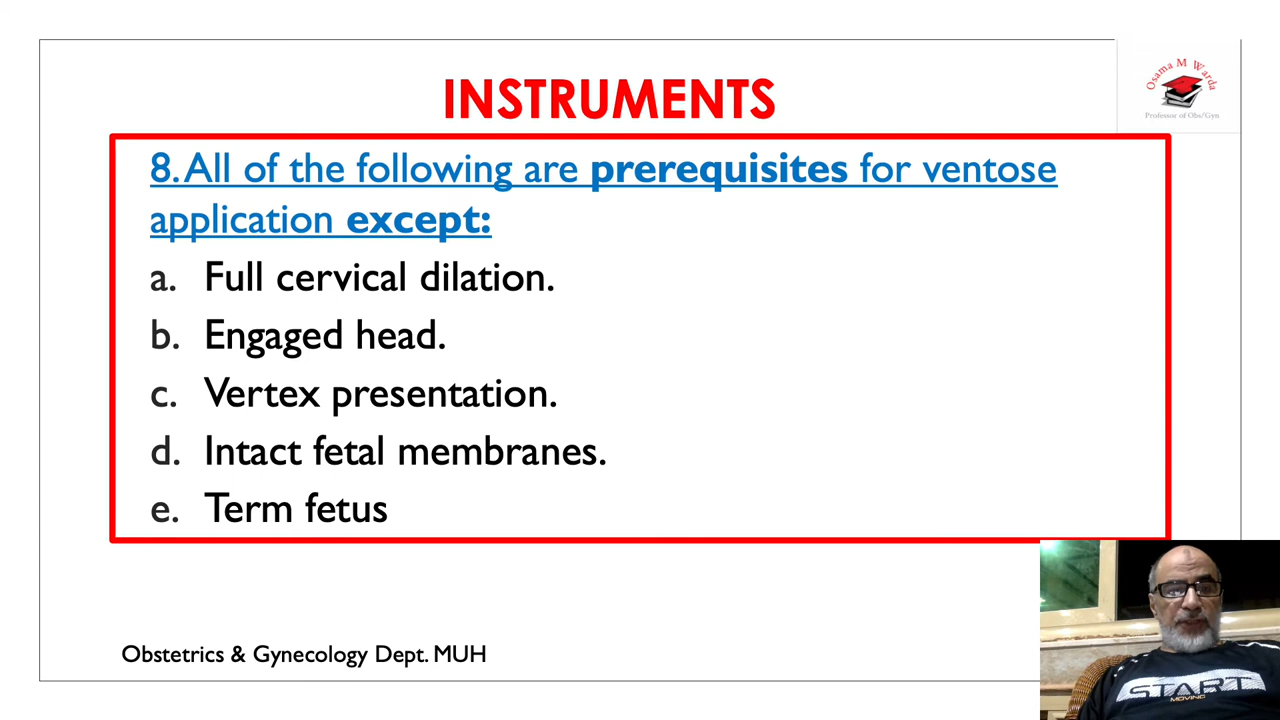 Osama M Warda
Professor of Obs/Gyn
INSTRUMENTS
8. All of the following are prerequisites for ventose
application except:
a. Full cervical dilation.
b. Engaged head.
c. Vertex presentation.
d. Intact fetal membranes.
e. Term fetus
Obstetrics & Gynecology Dept. MUH
START
MOVING